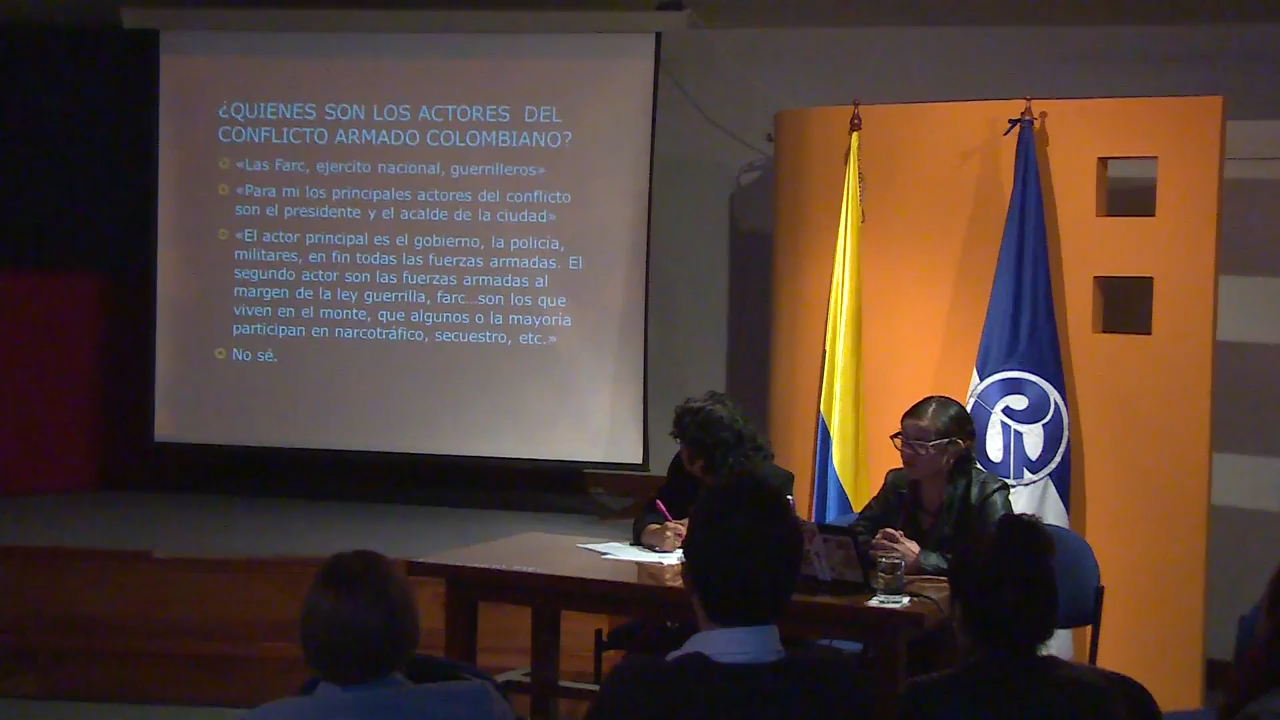 ¿QUIENES SON LOS ACTORES DEL
CONFLICTO ARMADO COLOMBIANO?
«Las Farc, ejercito nacional, guerrilleros»
«Para mi los principales actores del conflicto
son el presidente y el acalde de la ciudad»
«El actor principal es el gobierno, la policía,
militares, en fin todas las fuerzas armadas. El
segundo actor son las fuerzas armadas al
margen de la ley guerrilla, farc...son los que
viven en el monte, que algunos o la mayoría
participan en narcotráfico, secuestro, etc.»
No sé.